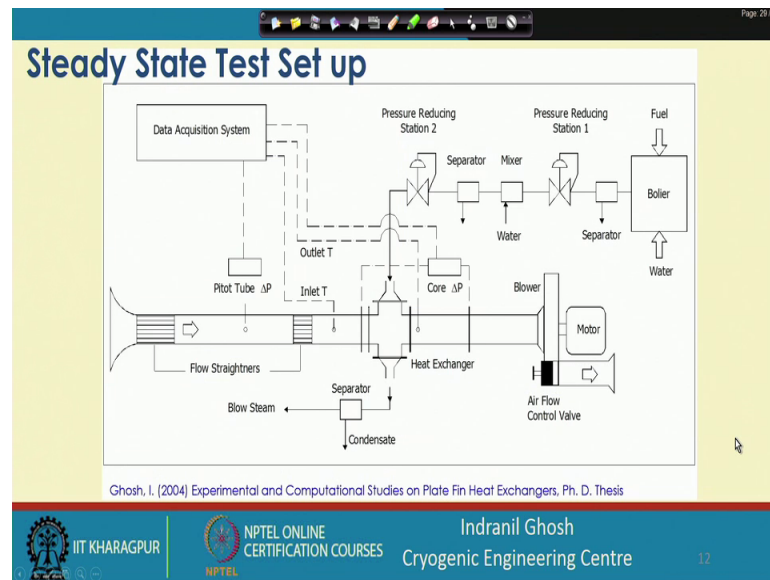 Page: 29
Steady State Test Set up
Data Acquisition System
Pressure Reducing
Station 2
Pressure Reducing
Station 1
Fuel
Separator
Mixer
Bolier
Water
Separator
Water
Outlet T
Pitot Tube ΔP
Inlet T
Core ΔP
Blower
Motor
Flow Straightners
Heat Exchanger
Separator
Blow Steam
Air Flow
Control Valve
Condensate
Ghosh, I. (2004) Experimental and Computational Studies on Plate Fin Heat Exchangers, Ph. D. Thesis
IIT KHARAGPUR
NPTEL
NPTEL ONLINE
CERTIFICATION COURSES
Indranil Ghosh
Cryogenic Engineering Centre
12